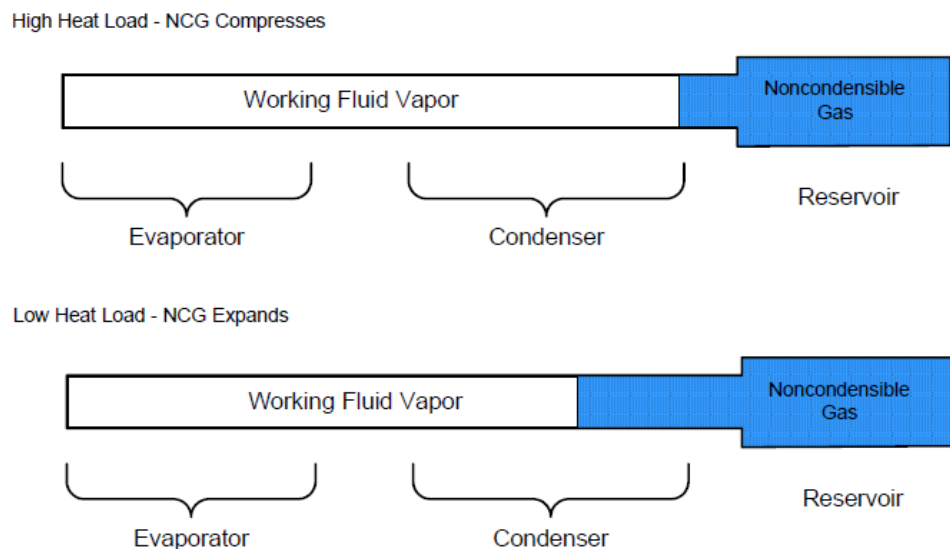 High Heat Load - NCG Compresses
Working Fluid Vapor
Noncondensible
Gas
Evaporator
Condenser
Reservoir
Low Heat Load - NCG Expands
Working Fluid Vapor
Noncondensible
Gas
Evaporator
Condenser
Reservoir